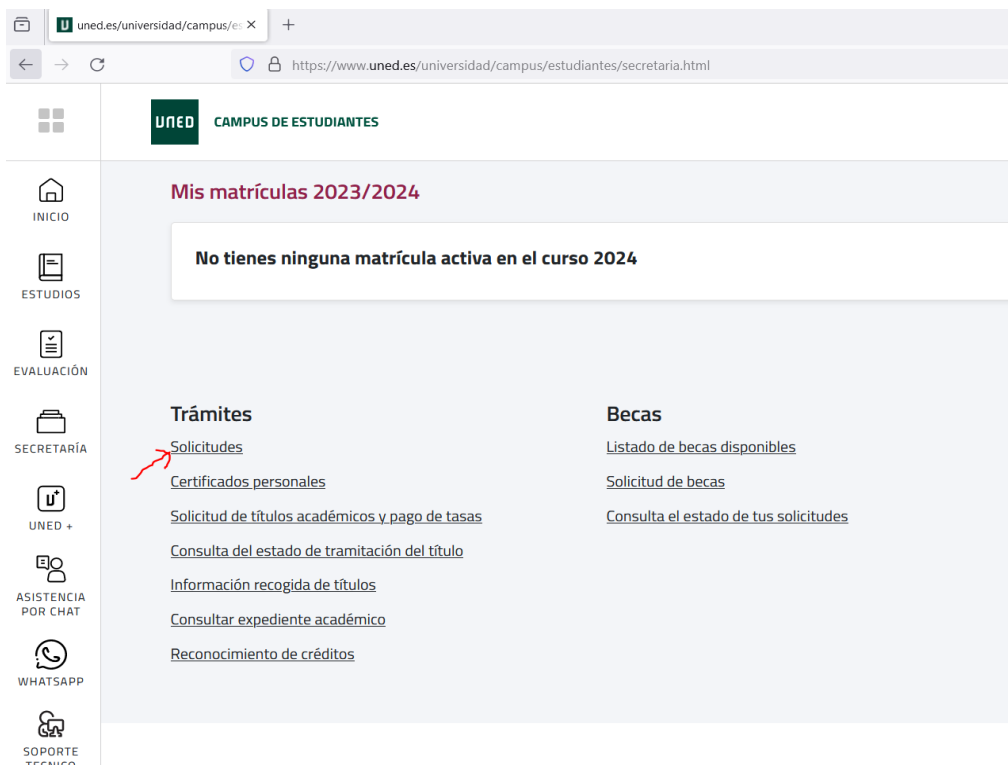 uned.es/universidad/campus/es
https://www.uned.es/universidad/campus/estudiantes/secretaria.html
UNED CAMPUS DE ESTUDIANTES
INICIO
ESTUDIOS
EVALUACIÓN
SECRETARÍA
UNED +
ASISTENCIA
POR CHAT
WHATSAPP
SOPORTE
TECNICO
Mis matrículas 2023/2024
No tienes ninguna matrícula activa en el curso 2024
Trámites
Solicitudes
Certificados personales
Solicitud de títulos académicos y pago de tasas
Consulta del estado de tramitación del título
Información recogida de títulos
Consultar expediente académico
Reconocimiento de créditos
Becas
Listado de becas disponibles
Solicitud de becas
Consulta el estado de tus solicitudes